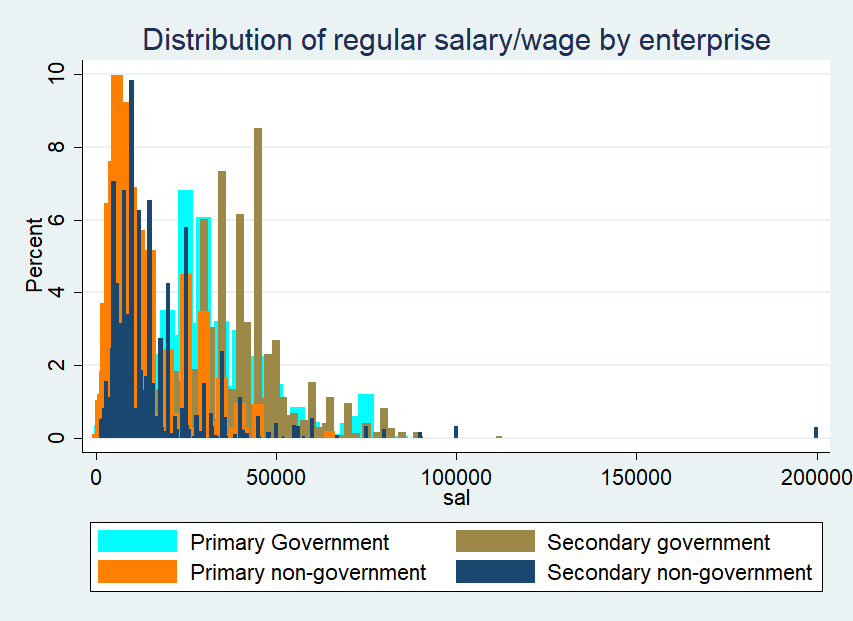 Distribution of regular salary/wage by enterprise
Percent
10
8
6
4
2
0
0 50000 100000 150000 200000
sal
Primary Government Secondary government
Primary non-government Secondary non-government